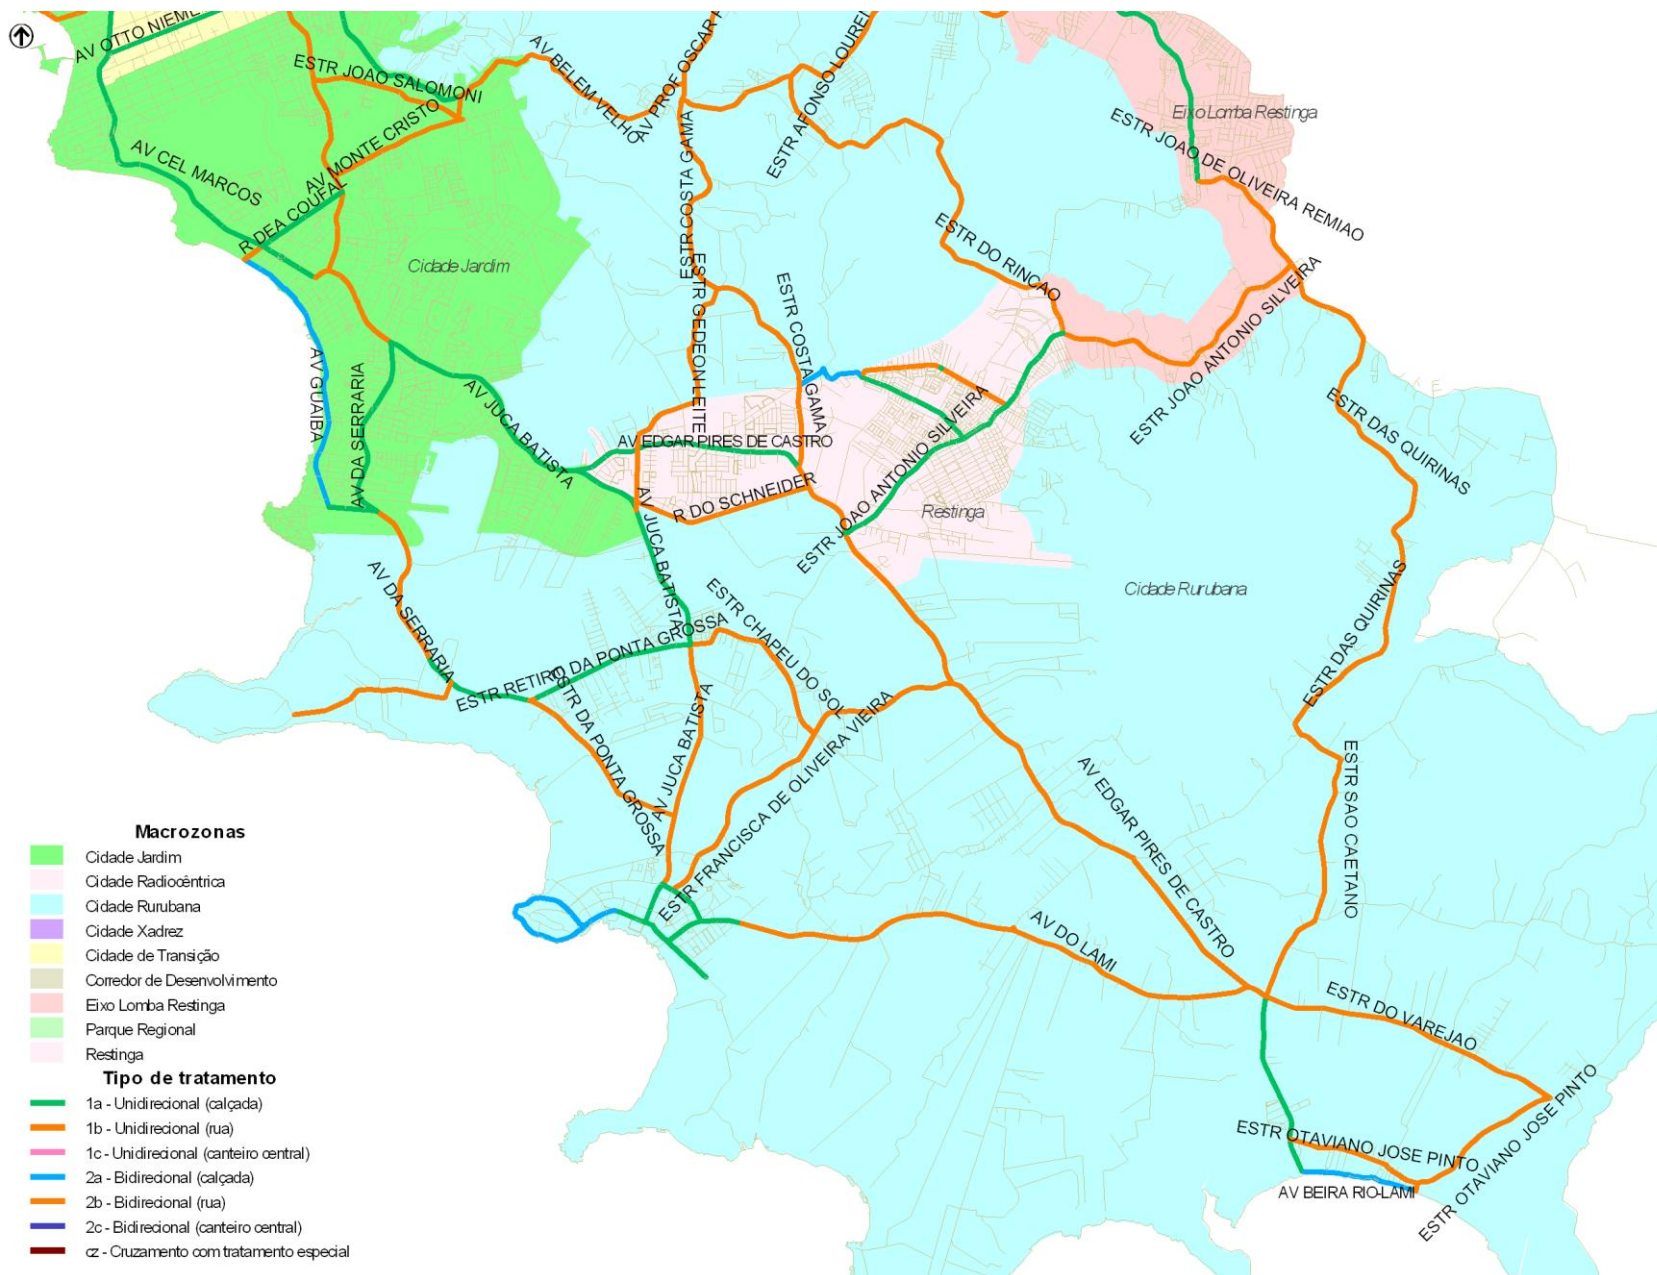 AV OTTO NIEME
ESTR JOAO SALOMONI
AV BELEM VELHO
AV PROF OSCAR
ESTR AFONSO LOUREI
AV MONTE CRISTO
AV CEL MARCOS
R DEA COUFAL
ESTR COSTA GAMA
Eixo Lomba Restinga
ESTR JOAO DE OLIVEIRA REMIAO
Cidade Jardim
ESTR DO RINCAO
ESTR GEDEON LEITE
ESTR COSTA GAMA
ESTR JOAO ANTONIO SILVEIRA
AV GUAIBA
AV DA SERRARIA
AV JUCA BATISTA
AV EDGAR PIRES DE CASTRO
ESTR JOAO ANTONIO SILVEIRA
ESTR DAS QUIRINAS
R DO SCHNEIDER
Restinga
AV JUCA BATISTA
Cidade Rururbana
AV DA SERRARIA
ESTR CHAPEU DO SOL
ESTR RETIRO DA PONTA GROSSA
ESTR DAS QUIRINAS
ESTR DA PONTA GROSSA
AV JUCA BATISTA
ESTR FRANCISCA DE OLIVEIRA VIEIRA
AV EDGAR PIRES DE CASTRO
ESTR SAO CAETANO
AV DO LAMI
ESTR DO VAREJAO
ESTR OTAVIANO JOSE PINTO
ESTR OTAVIANO JOSE PINTO
AV BEIRA RIO-LAMI
Macrozonas
Cidade Jardim
Cidade Radiocêntrica
Cidade Rururbana
Cidade Xadrez
Cidade de Transição
Corredor de Desenvolvimento
Eixo Lomba Restinga
Parque Regional
Restinga
Tipo de tratamento
1a - Unidirecional (calçada)
1b - Unidirecional (rua)
1c - Unidirecional (canteiro central)
2a - Bidirecional (calçada)
2b - Bidirecional (rua)
2c - Bidirecional (canteiro central)
cz - Cruzamento com tratamento especial